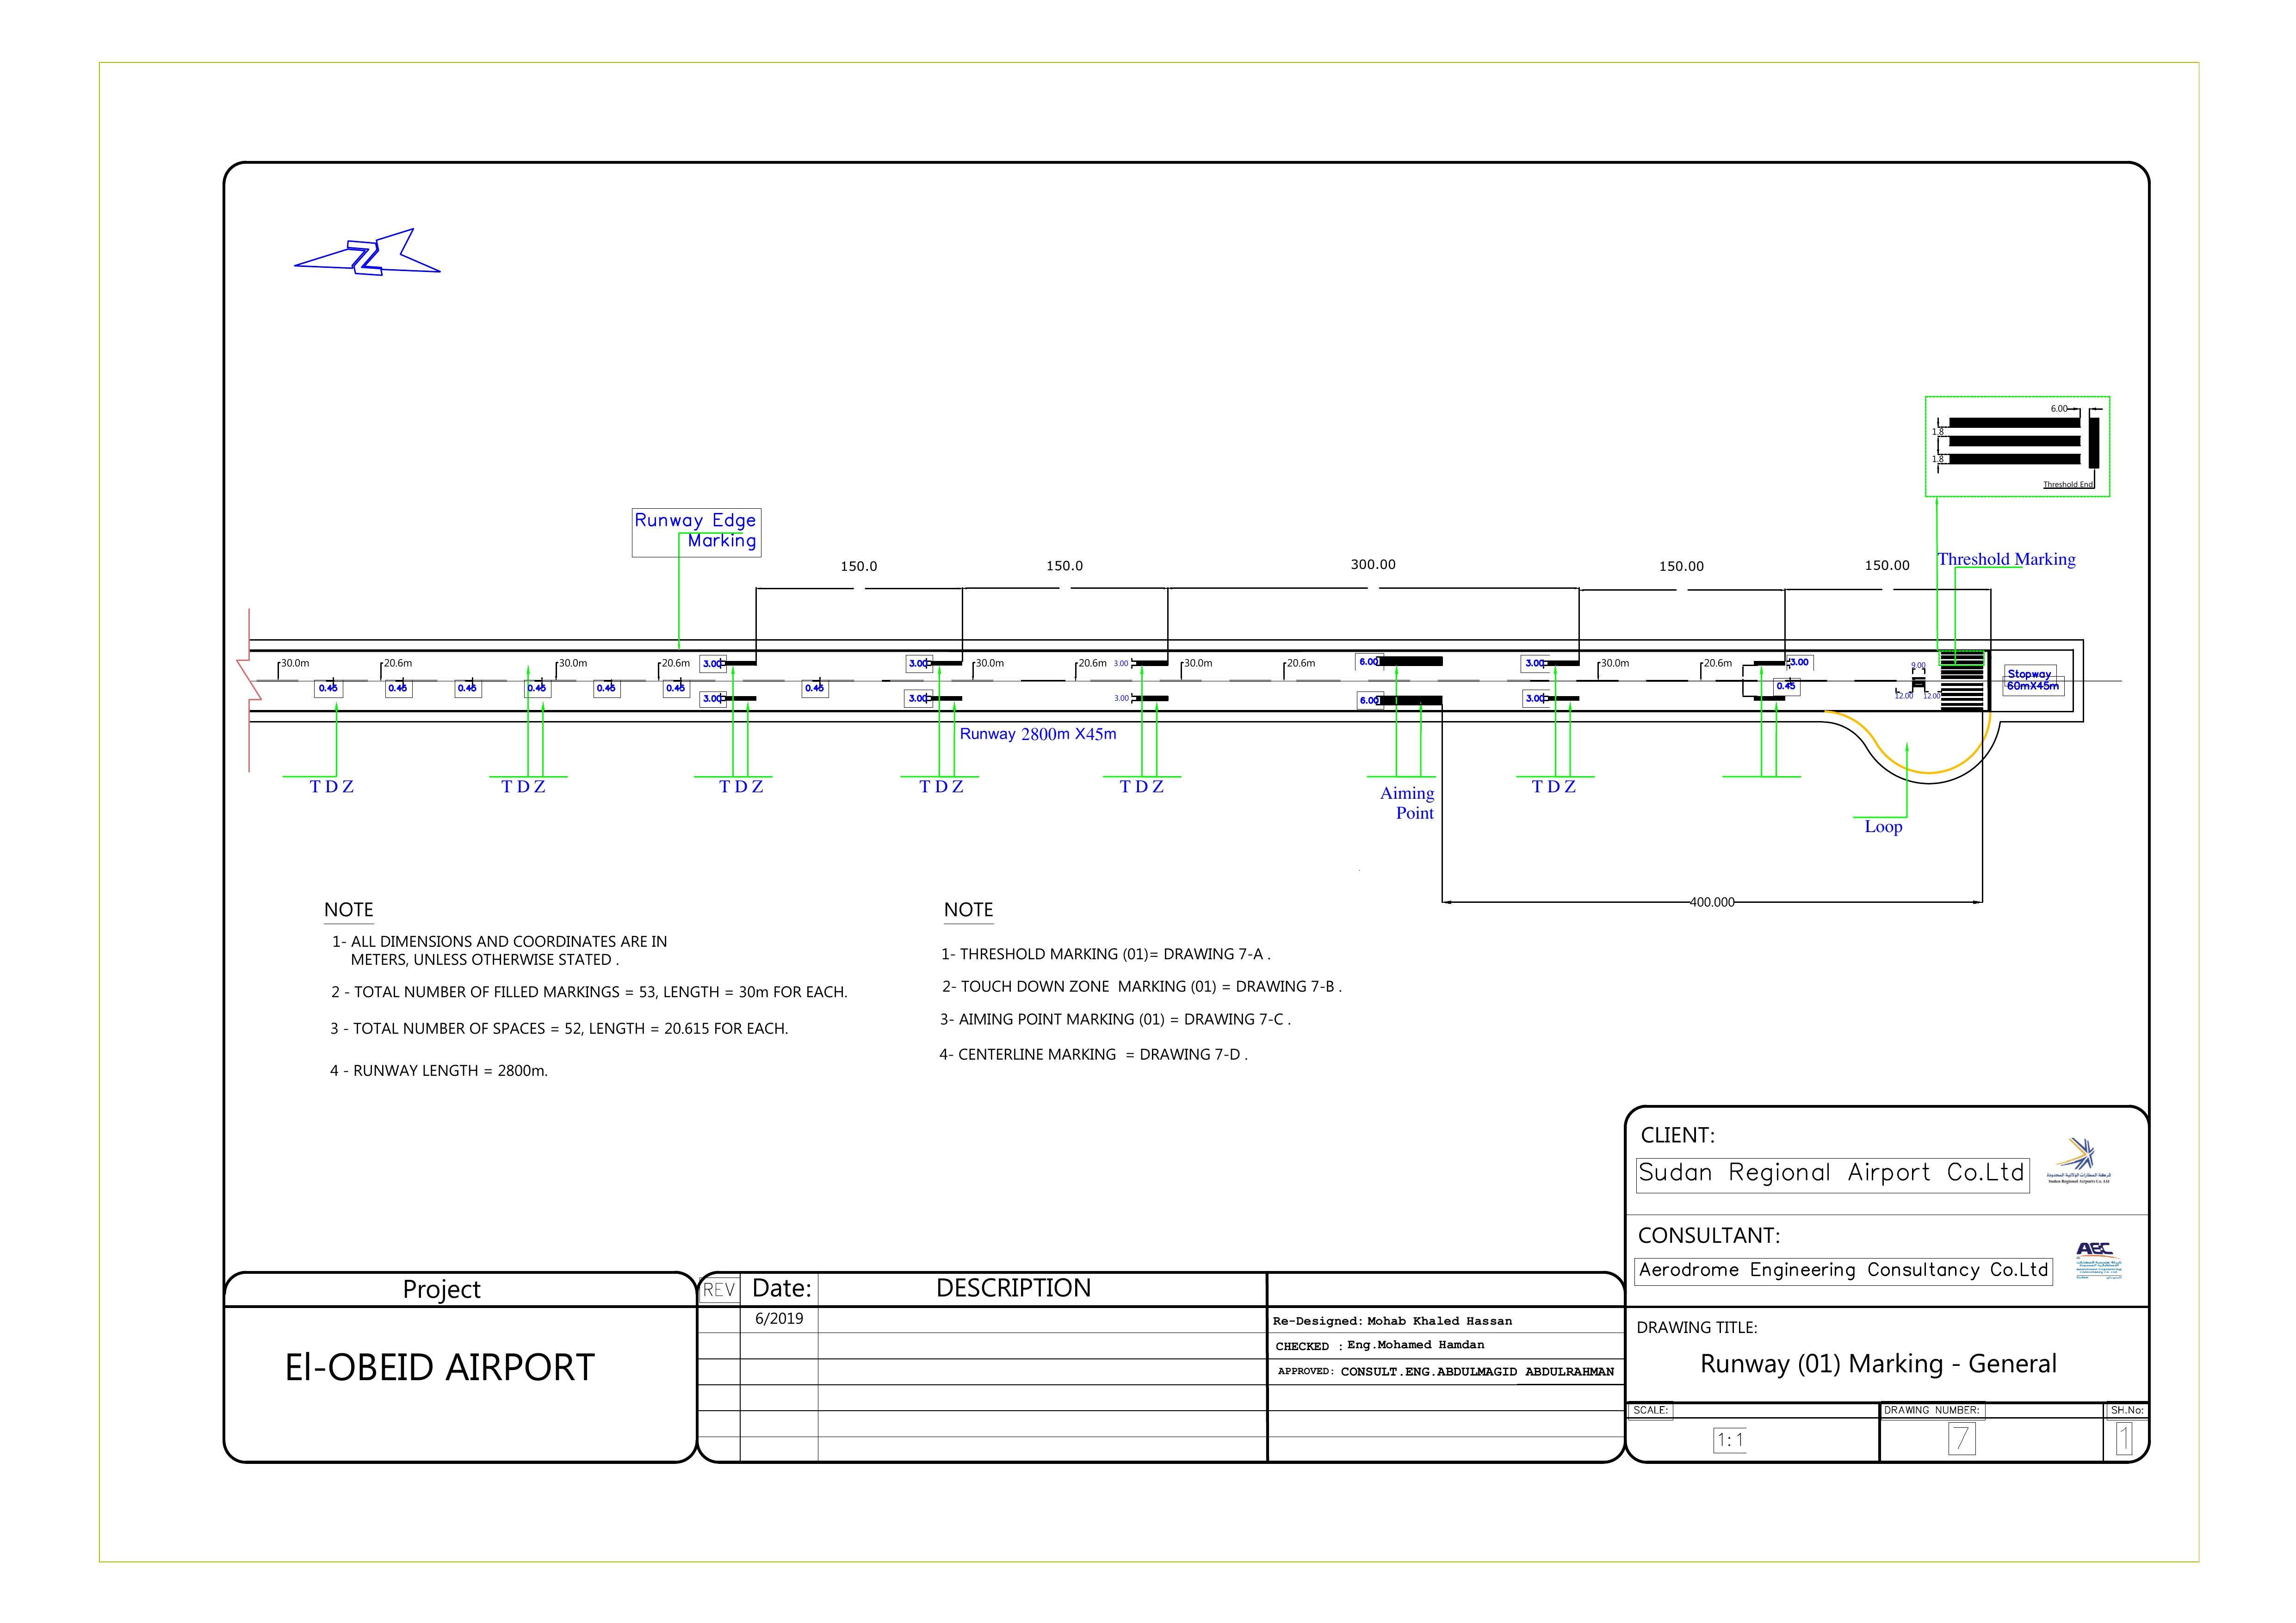 6.00
1.8
1.8
Threshold End
Runway Edge
Marking
Threshold Marking
150.0
150.0
300.00
150.00
150.00
30.0m
20.6m
30.0m
20.6m
3.00
3.00
30.0m
20.6m
3.00
30.0m
20.6m
6.00
3.00
30.0m
20.6m
3.00
9.00
Stopway
60mX45m
0.45
0.45
0.45
0.45
0.45
0.45
3.00
0.45
3.00
3.00
6.00
3.00
0.45
12.00
12.00
Runway 2800m X45m
T D Z
T D Z
T D Z
T D Z
T D Z
Aiming
Point
T D Z
Loop
400.000
NOTE
1- ALL DIMENSIONS AND COORDINATES ARE IN
METERS, UNLESS OTHERWISE STATED .
2 - TOTAL NUMBER OF FILLED MARKINGS = 53, LENGTH = 30m FOR EACH.
3 - TOTAL NUMBER OF SPACES = 52, LENGTH = 20.615 FOR EACH.
4 - RUNWAY LENGTH = 2800m.
NOTE
1- THRESHOLD MARKING (01)= DRAWING 7-A .
2- TOUCH DOWN ZONE MARKING (01) = DRAWING 7-B .
3- AIMING POINT MARKING (01) = DRAWING 7-C .
4- CENTERLINE MARKING = DRAWING 7-D .
CLIENT:
Sudan Regional Airport Co.Ltd
Sudan Regional Airports Co. Ltd
CONSULTANT:
Aerodrome Engineering Consultancy Co.Ltd
AEC
Project
El-OBEID AIRPORT
REV
Date:
DESCRIPTION
6/2019
Re-Designed: Mohab Khaled Hassan
CHECKED : Eng.Mohamed Hamdan
APPROVED: CONSULT.ENG.ABDULMAGID ABDULRAHMAN
DRAWING TITLE:
Runway (01) Marking - General
SCALE:
DRAWING NUMBER:
SH.No:
1:1
7
1